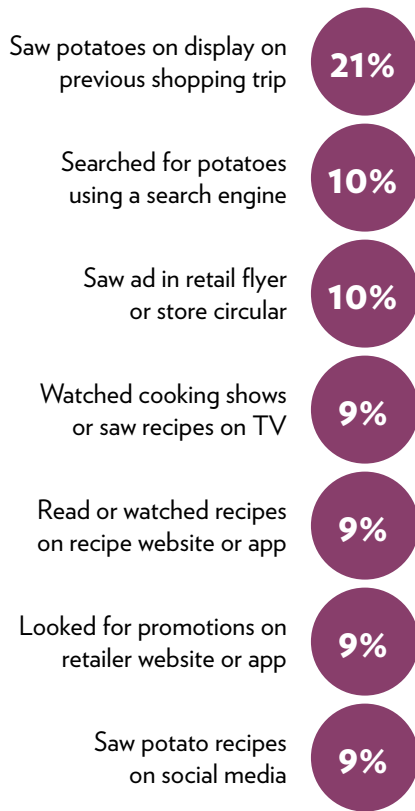 Saw potatoes on display on
previous shopping trip
21%
Searched for potatoes
using a search engine
10%
Saw ad in retail flyer
or store circular
10%
Watched cooking shows
or saw recipes on TV
9%
Read or watched recipes
on recipe website or app
9%
Looked for promotions on
retailer website or app
9%
Saw potato recipes
on social media
9%